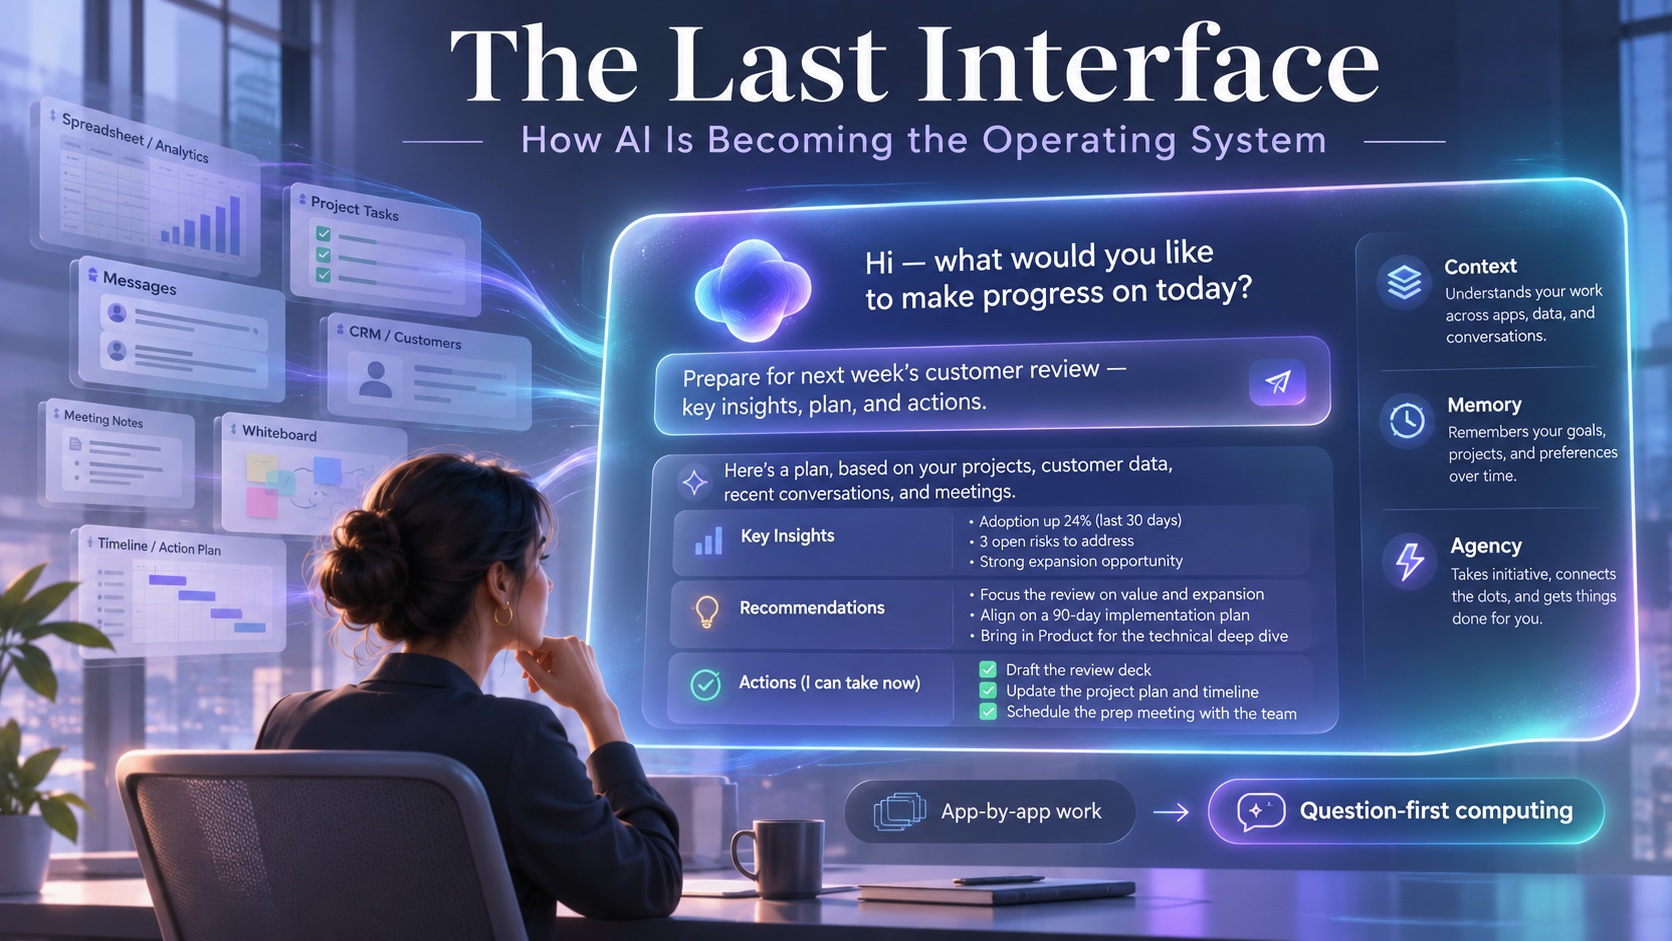 The Last Interface
How AI Is Becoming the Operating System
Spreadsheet / Analytics
Project Tasks
Messages
CRM / Customers
Meeting Notes
Whiteboard
Timeline / Action Plan
Hi — what would you like
to make progress on today?
Prepare for next week's customer review —
key insights, plan, and actions.
Here's a plan, based on your projects, customer data,
recent conversations, and meetings.
Key Insights
• Adoption up 24% (last 30 days)
• 3 open risks to address
• Strong expansion opportunity
Recommendations
• Focus the review on value and expansion
• Align on a 90-day implementation plan
• Bring in Product for the technical deep dive
Actions (I can take now)
Draft the review deck
Update the project plan and timeline
Schedule the prep meeting with the team
Context
Understands your work
across apps, data, and
conversations.
Memory
Remembers your goals,
projects, and preferences
over time.
Agency
Takes initiative, connects
the dots, and gets things
done for you.
App-by-app work
Question-first computing